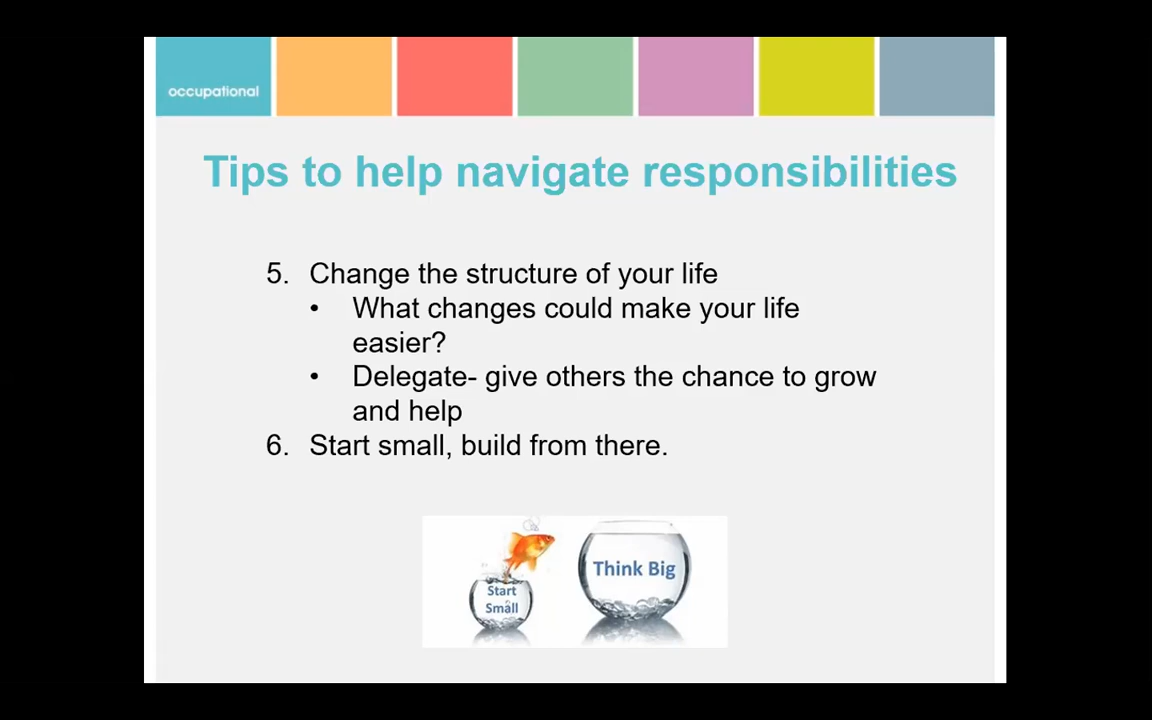 occupational
Tips to help navigate responsibilities
5. Change the structure of your life
• What changes could make your life
easier?
• Delegate- give others the chance to grow
and help
6. Start small, build from there.
Start
Small
Think Big